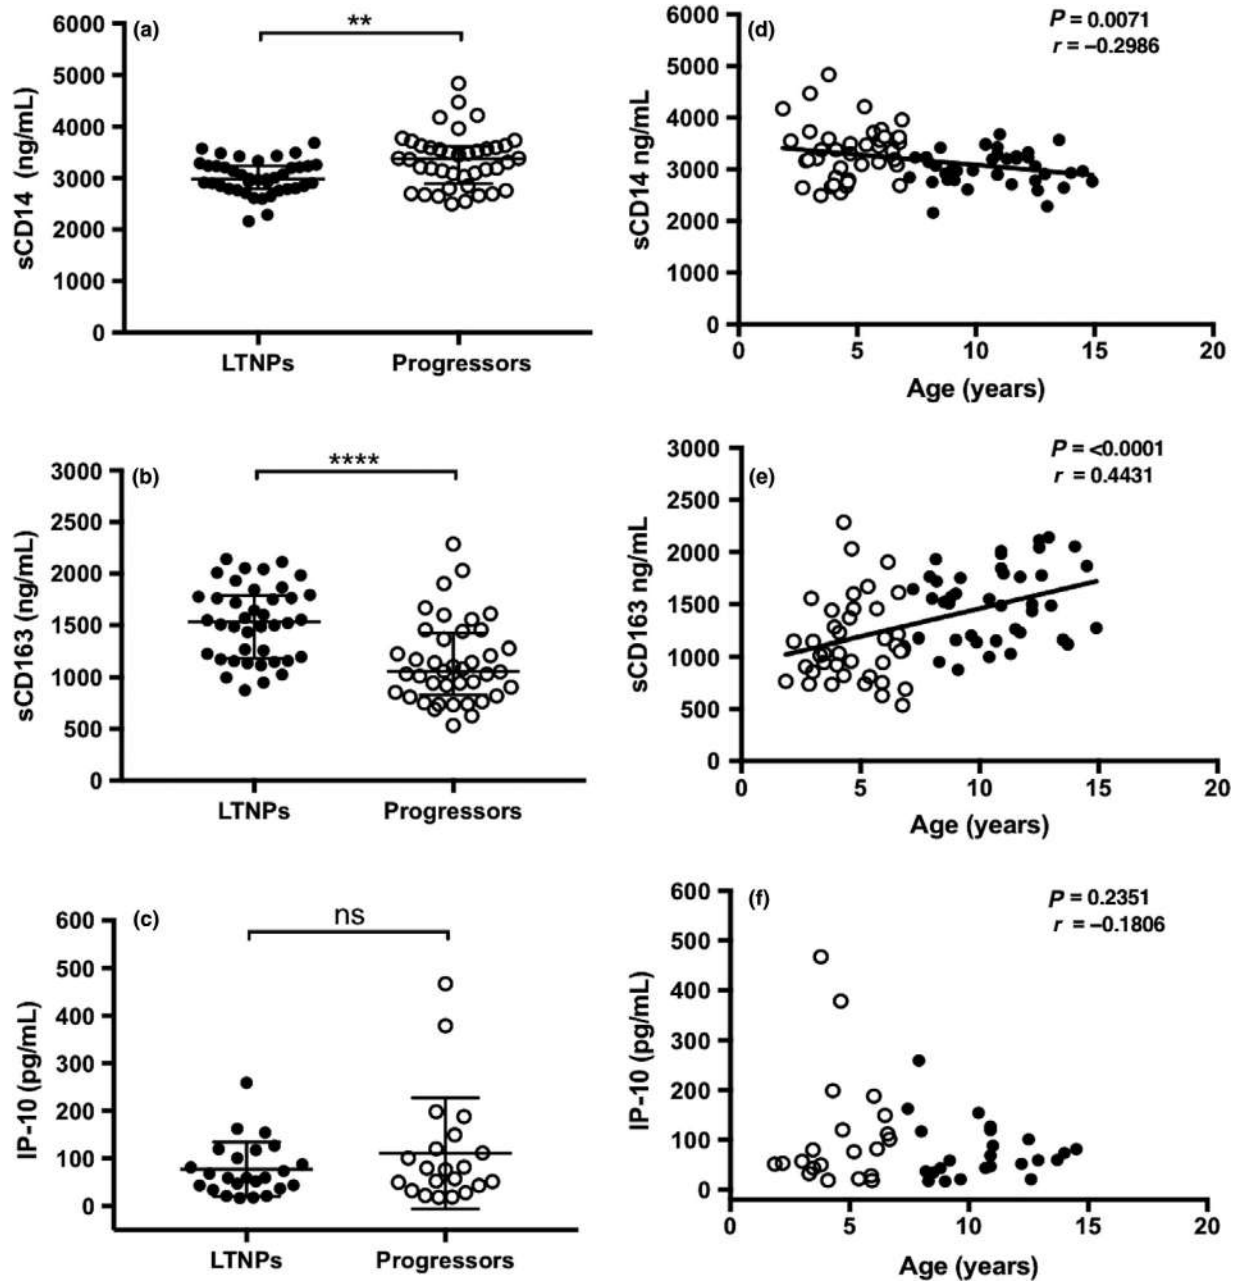 (a)
**
sCD14 (ng/mL)
6000
5000
4000
3000
2000
1000
0
LTNPs
Progressors
(d)
P = 0.0071
r = –0.2986
sCD14 ng/mL
6000
5000
4000
3000
2000
1000
0
0
5
10
15
20
Age (years)
(b)
****
sCD163 (ng/mL)
3000
2500
2000
1500
1000
500
0
LTNPs
Progressors
(e)
P = <0.0001
r = 0.4431
sCD163 ng/mL
3000
2500
2000
1500
1000
500
0
0
5
10
15
20
Age (years)
(c)
ns
IP-10 (pg/mL)
600
500
400
300
200
100
0
LTNPs
Progressors
(f)
P = 0.2351
r = –0.1806
IP-10 (pg/mL)
600
500
400
300
200
100
0
0
5
10
15
20
Age (years)